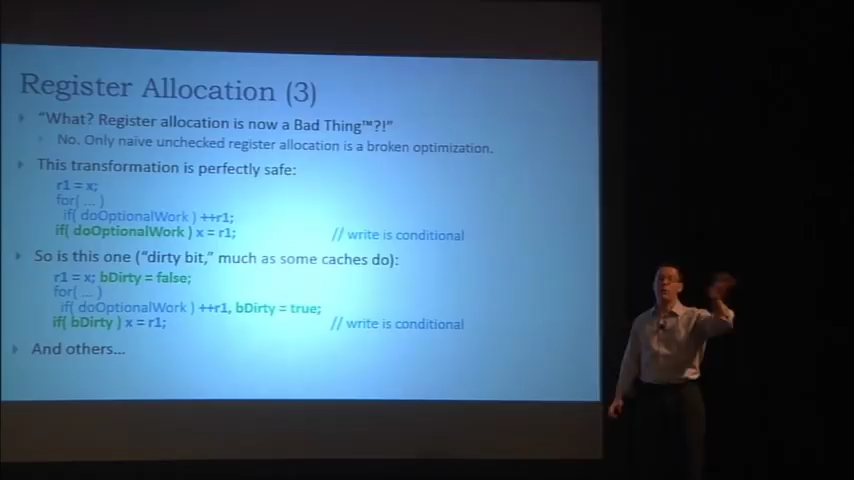 Register Allocation (3)
"What? Register allocation is now a Bad Thing™?!"
No. Only naïve unchecked register allocation is a broken optimization.
This transformation is perfectly safe:
r1 = x;
for( ... )
if( doOptionalWork ) ++r1;
if( doOptionalWork ) x = r1; // write is conditional
So is this one ("dirty bit," much as some caches do):
r1 = x; bDirty = false;
for( ... )
if( doOptionalWork ) ++r1, bDirty = true;
if( bDirty ) x = r1; // write is conditional
And others...